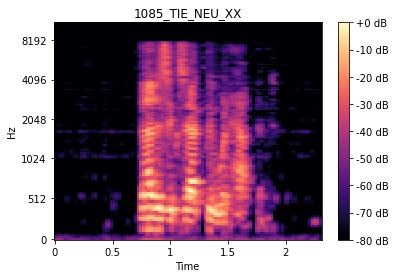 1085_TIE_NEU_XX
+0 dB
8192
-10 dB
4096
-20 dB
-30 dB
2048
-40 dB
Hz
1024
-50 dB
512
-60 dB
-70 dB
0
-80 dB
0 0.5 1 1.5 2
Time